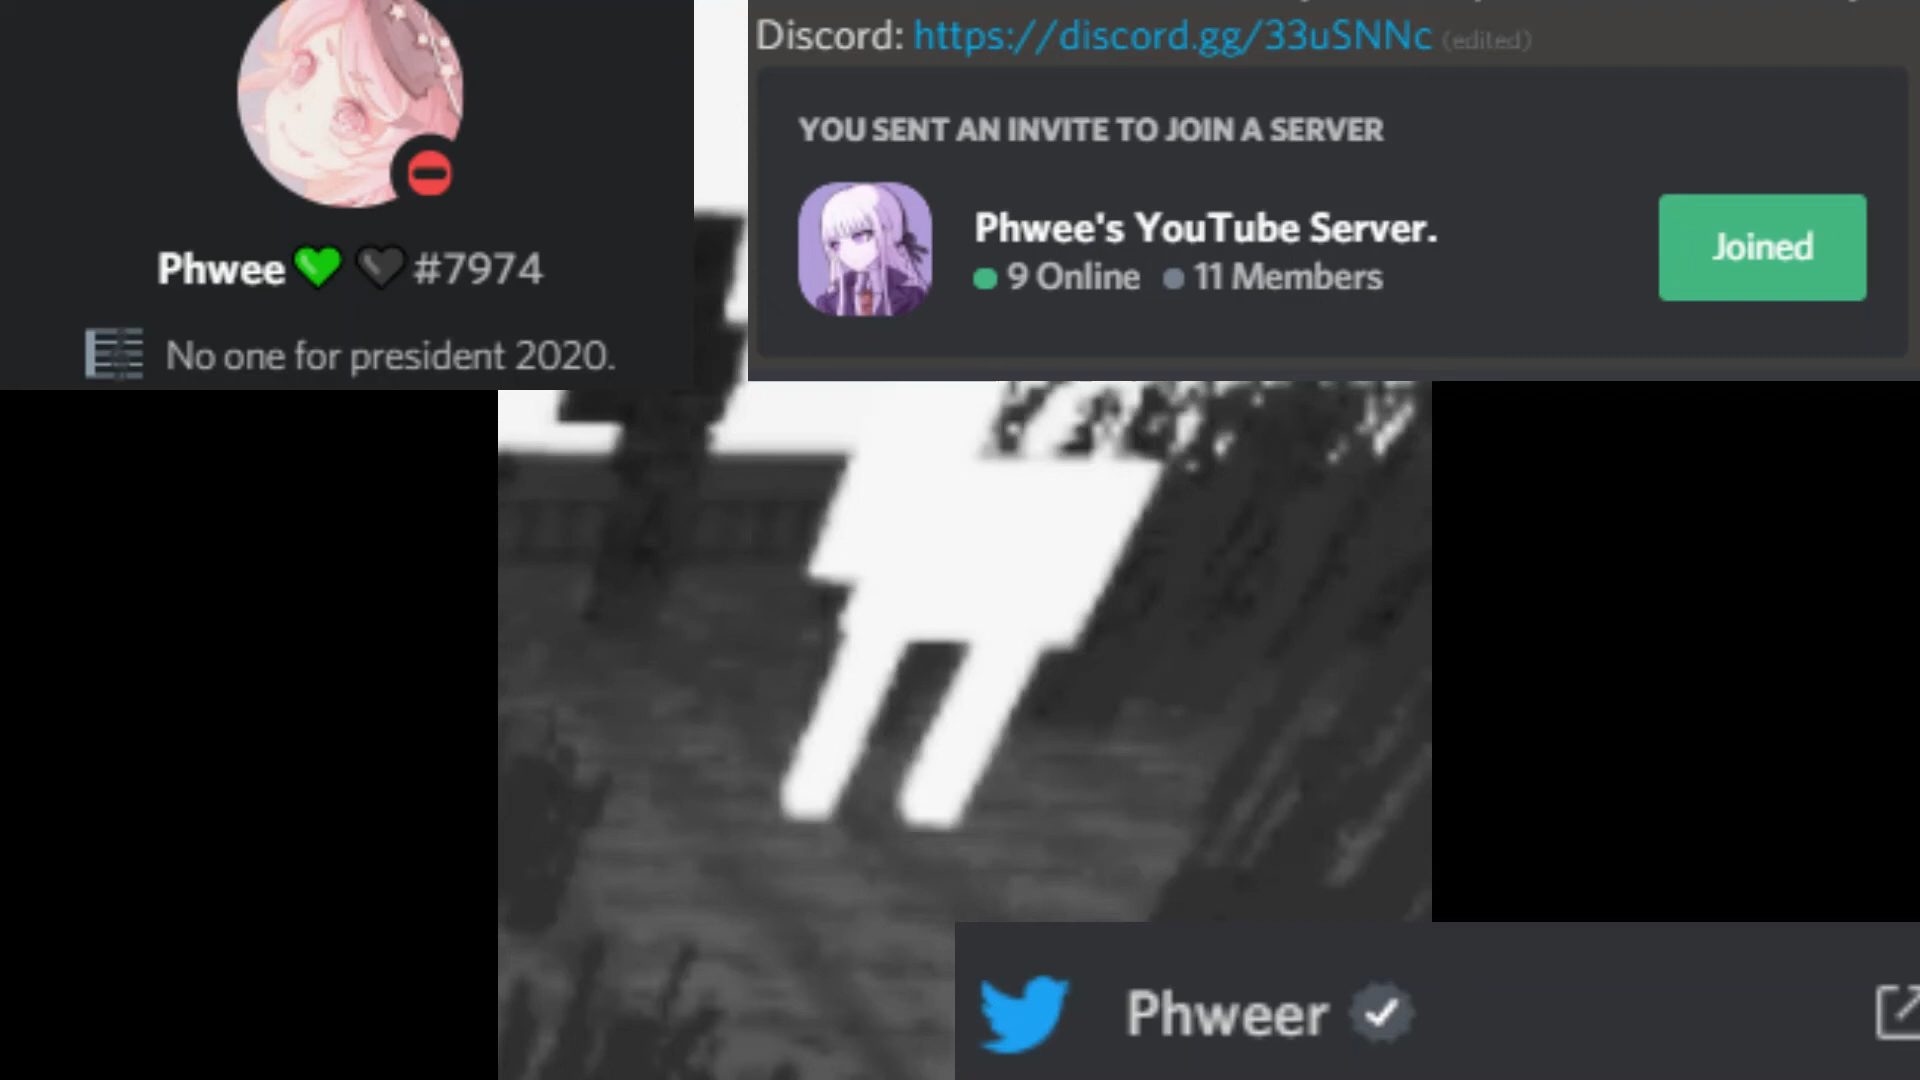 Phwee💚🖤#7974
No one for president 2020.
Discord: https://discord.gg/33uSNNc (edited)
YOU SENT AN INVITE TO JOIN A SERVER
Phwee's YouTube Server.
9 Online 11 Members
Joined
Phweer